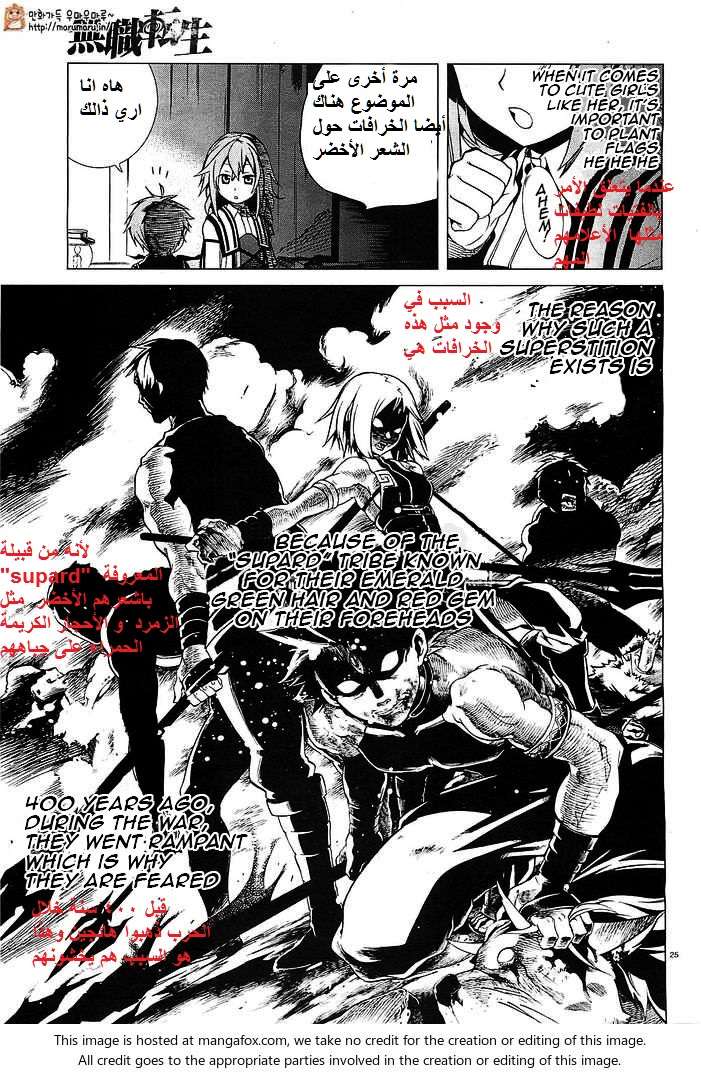 만화가득 우마우마루~
http://marumaru.in/
無職転生
WHEN IT COMES
TO CUTE GIRLS
LIKE HER, IT'S
IMPORTANT
TO PLANT
FLAGS
HE HE HE
AHEM!
عندما يتعلق الأمر
بالفتيات لطيفات
مثلها الأعلامهم
المهم
مرة أخرى على
الموضوع هناك
أيضا الخرافات حول
الشعر الأخضر
هاه انا
اري ذالك
THE REASON
WHY SUCH A
SUPERSTITION
EXISTS IS
السبب في
وجود مثل هذه
الخرافات هي
BECAUSE OF THE
"SUPARD" TRIBE KNOWN
FOR THEIR EMERALD
GREEN HAIR AND RED GEM
ON THEIR FOREHEADS
لأنه من قبيلة
المعروفة "supard"
باشعرهم الأخضر مثل
الزمرد و الأحجار الكريمة
الحمراء على جباههم
400 YEARS AGO,
DURING THE WAR,
THEY WENT RAMPANT
WHICH IS WHY
THEY ARE FEARED
قبل ٤٠٠ سنة خلال
الحرب ذهبوا هائجين وهذا
هو السبب هم يخشونهم
25
This image is hosted at mangafox.com, we take no credit for the creation or editing of this image.
All credit goes to the appropriate parties involved in the creation or editing of this image.